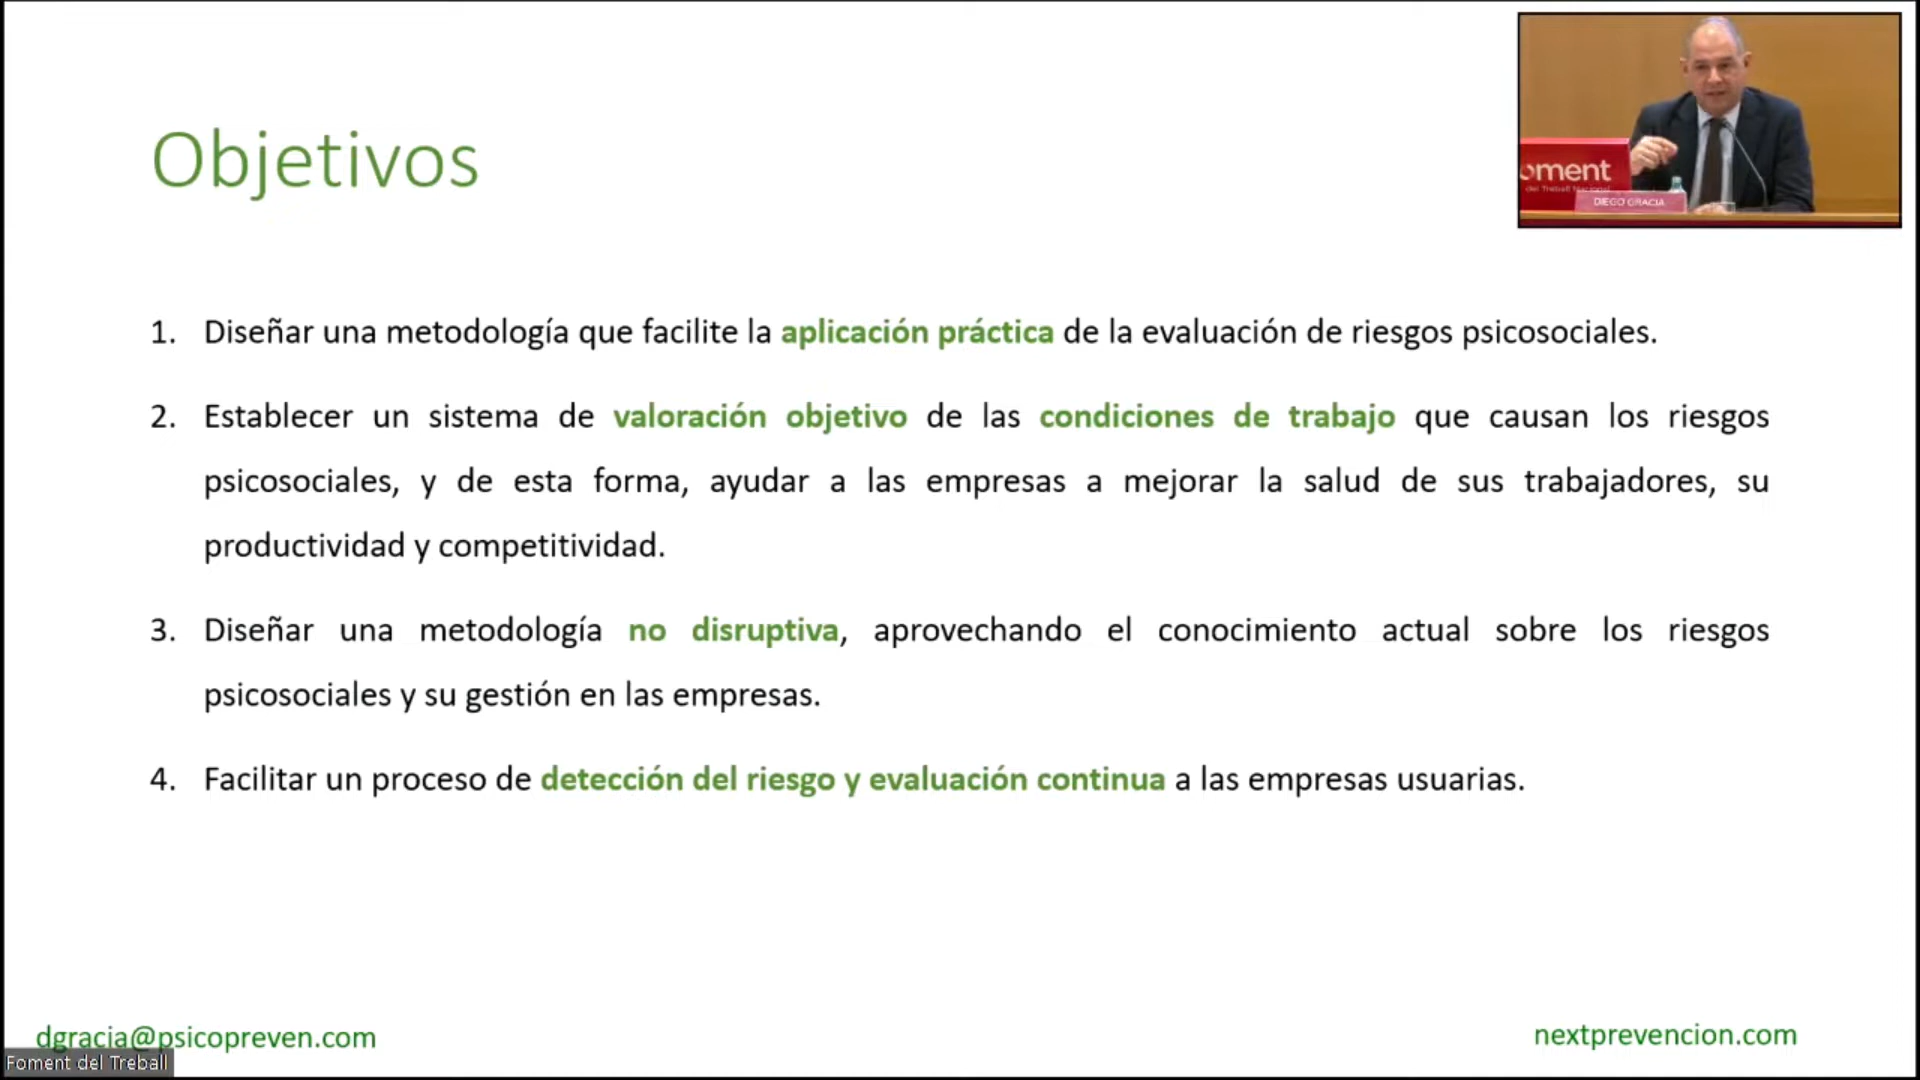 Objetivos
oment
del Treball Nacional
DIEGO GRACIA
1. Diseñar una metodología que facilite la aplicación práctica de la evaluación de riesgos psicosociales.
2. Establecer un sistema de valoración objetivo de las condiciones de trabajo que causan los riesgos
psicosociales, y de esta forma, ayudar a las empresas a mejorar la salud de sus trabajadores, su
productividad y competitividad.
3. Diseñar una metodología no disruptiva, aprovechando el conocimiento actual sobre los riesgos
psicosociales y su gestión en las empresas.
4. Facilitar un proceso de detección del riesgo y evaluación continua a las empresas usuarias.
dgracia@psicopreven.com
nextprevencion.com
Foment del Treball